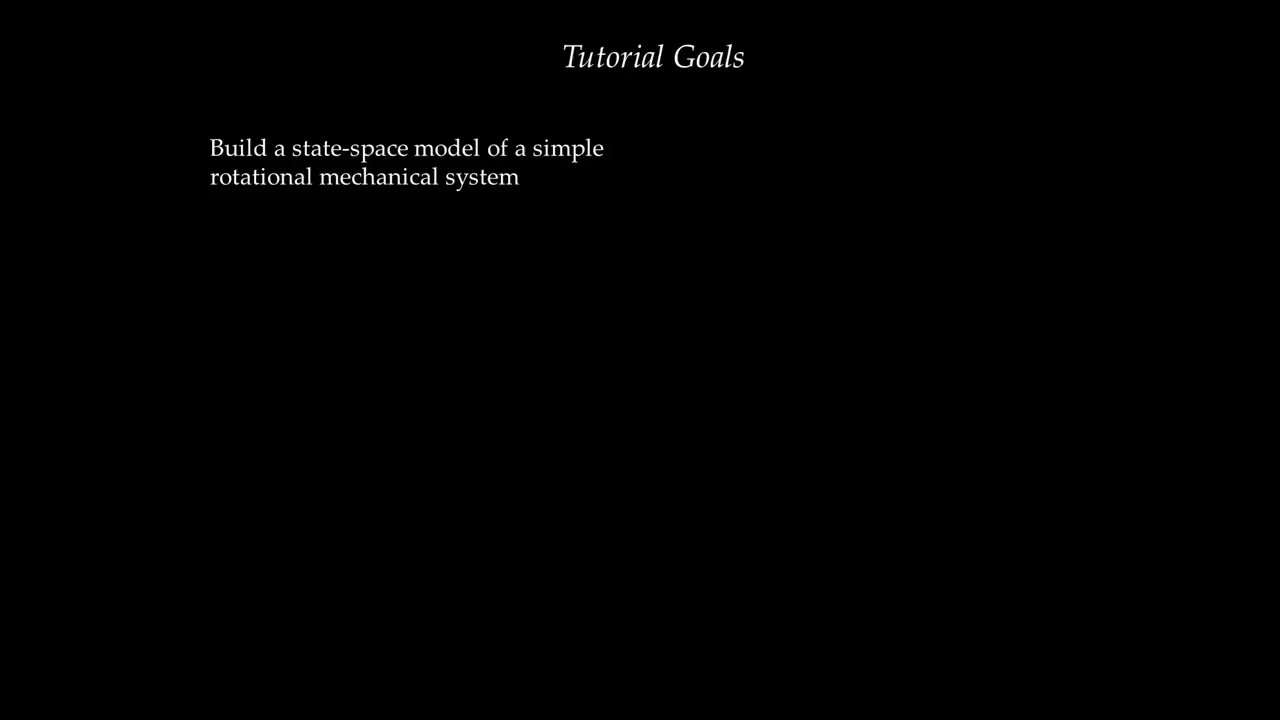 Tutorial Goals
Build a state-space model of a simple
rotational mechanical system